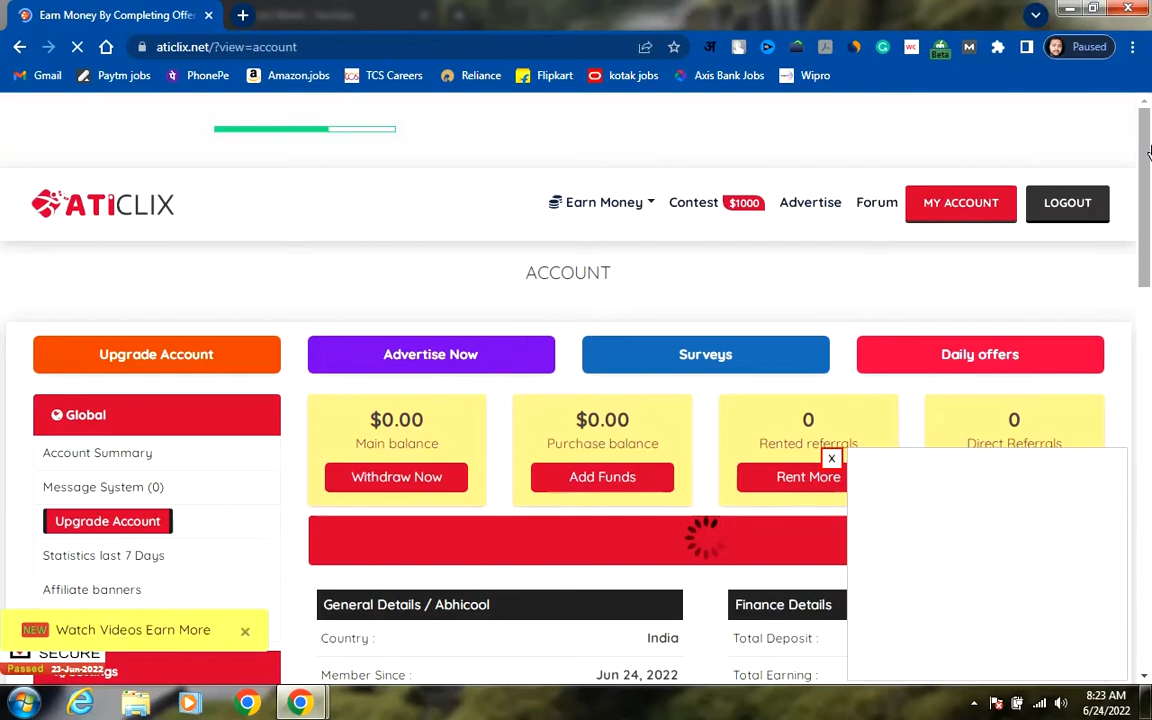 Earn Money By Completing Offer
aticlix.net/?view=account
Paused
Gmail Paytm jobs PhonePe Amazon.jobs TCS Careers Reliance Flipkart kotak jobs Axis Bank Jobs Wipro
WC M
Beta
ATICLIX
Earn Money Contest $1000 Advertise Forum MY ACCOUNT LOGOUT
ACCOUNT
Upgrade Account Advertise Now Surveys Daily offers
Global
$0.00 $0.00 0 0
Main balance Purchase balance Rented referrals Direct Referrals
Account Summary
X
Withdraw Now Add Funds Rent More
Message System (0)
Upgrade Account
Statistics last 7 Days
Affiliate banners
General Details / Abhicool Finance Details
NEW Watch Videos Earn More ×
Country : India Total Deposit :
SECURE
Passed 23-Jun-2022
Member Since : Jun 24, 2022 Total Earning :
8:23 AM
6/24/2022